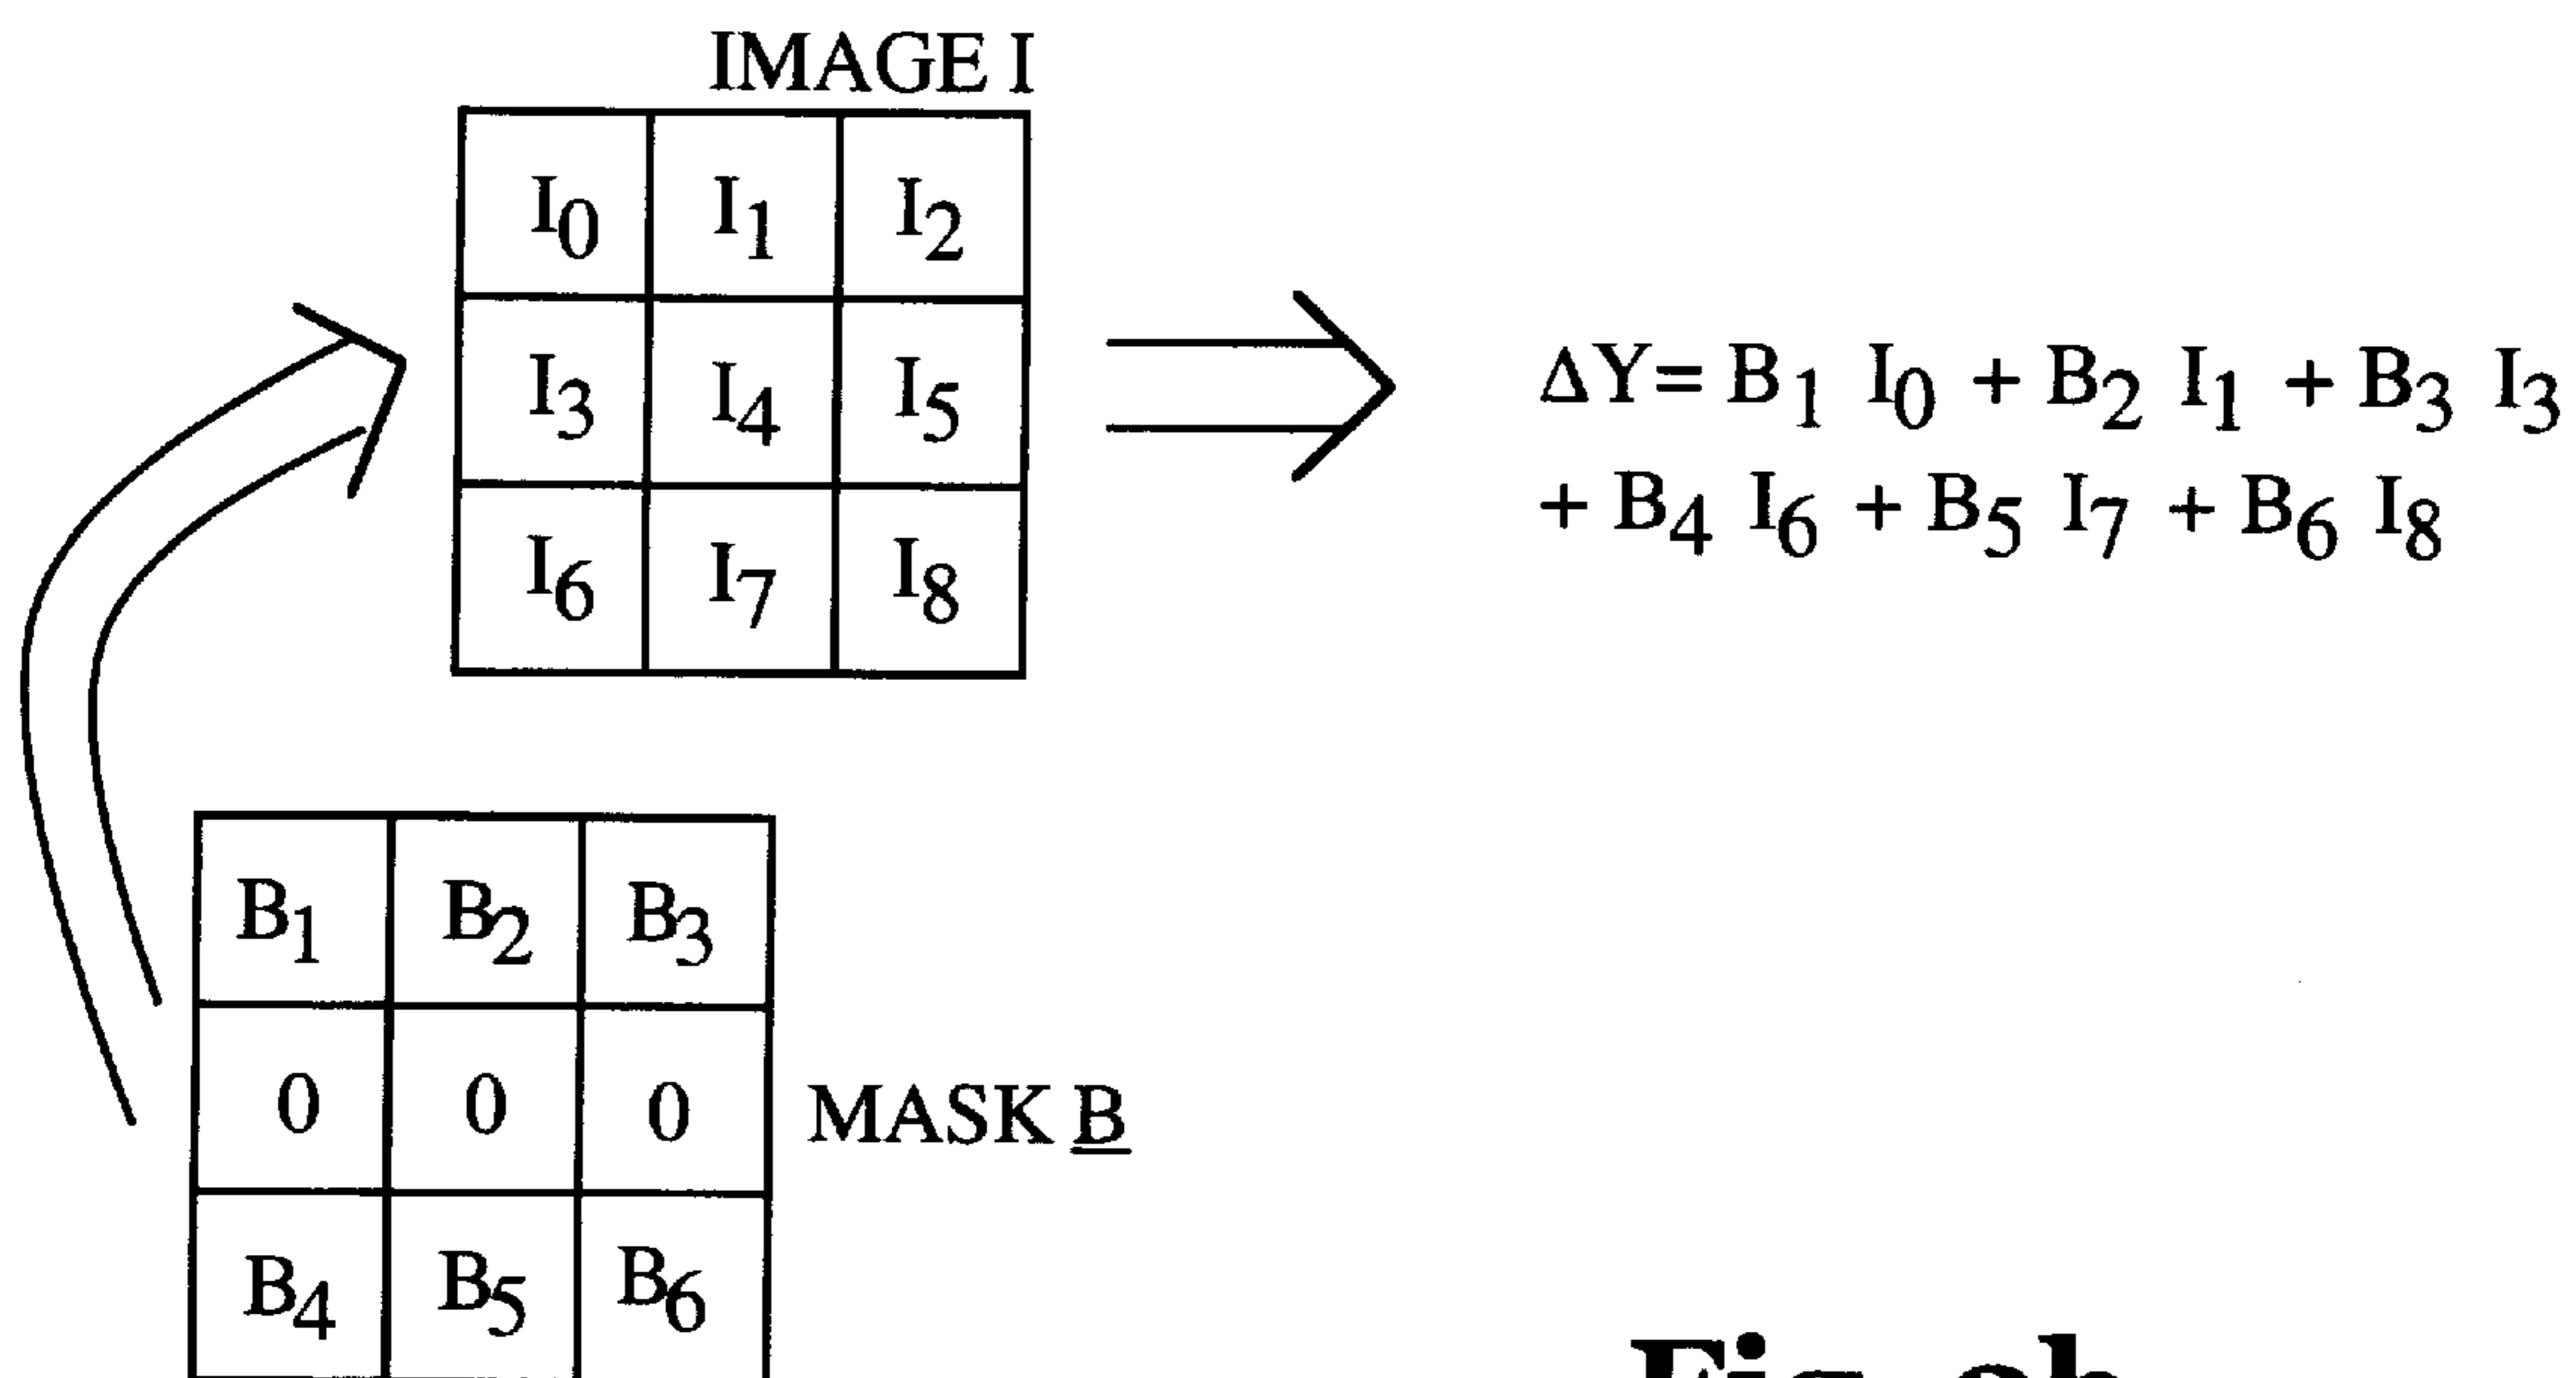 IMAGE I
I0 I1 I2
I3 I4 I5
I6 I7 I8
ΔY= B1 I0 + B2 I1 + B3 I3
+ B4 I6 + B5 I7 + B6 I8
B1 B2 B3
0 0 0
MASK B
B4 B5 B6